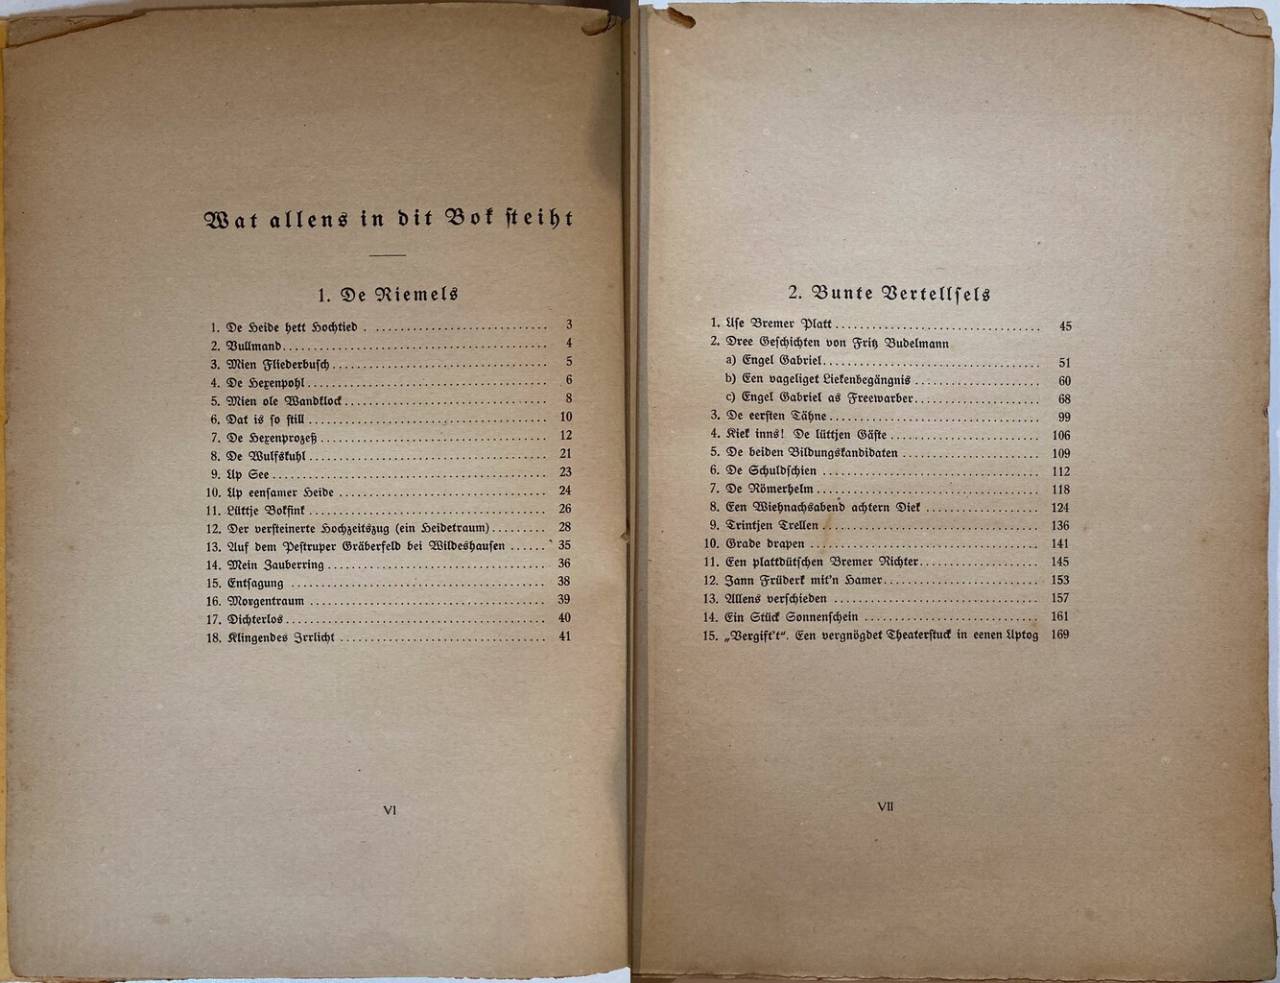 Wat allens in dit Bok steiht
1. De Riemels
1. De Heide hett Hochtied . .......................... 3
2. Vullmand.......................................... 4
3. Mien Fliederbusch................................. 5
4. De Hexenpohl...................................... 6
5. Mien ole Wandklock................................ 8
6. Dat is so still................................... 10
7. De Hexenprozeß.................................... 12
8. De Wulfskuhl...................................... 21
9. Up See............................................ 23
10. Up eensamer Heide ............................... 24
11. Lüttje Bokfink .................................. 26
12. Der versteinerte Hochzeitszug (ein Heidetraum)......... 28
13. Auf dem Pestruper Gräberfeld bei Wildeshausen ...... 35
14. Mein Zauberring.................................. 36
15. Entsagung ....................................... 38
16. Morgentraum ..................................... 39
17. Dichterlos....................................... 40
18. Klingendes Irrlicht ............................. 41
VI
2. Bunte Vertellsels
1. Use Bremer Platt.................................. 45
2. Dree Geschichten von Fritz Budelmann
a) Engel Gabriel..................................... 51
b) Een vageliget Liekenbegängnis .................... 60
c) Engel Gabriel as Freewarber....................... 68
3. De eersten Tähne.................................. 99
4. Kiek inns! De lüttjen Gäste ...................... 106
5. De beiden Bildungskandidaten ..................... 109
6. De Schuldschien .................................. 112
7. De Römerhelm...................................... 118
8. Een Wiehnachsabend achtern Diek .................. 124
9. Trintjen Trellen.................................. 136
10. Grade drapen .................................... 141
11. Een plattdütschen Bremer Richter................. 145
12. Jann Früderk mit'n Hamer......................... 153
13. Allens verschieden .............................. 157
14. Ein Stück Sonnenschein .......................... 161
15. „Vergift't“. Een vergnögdet Theaterstuck in eenen Uptog 169
VII